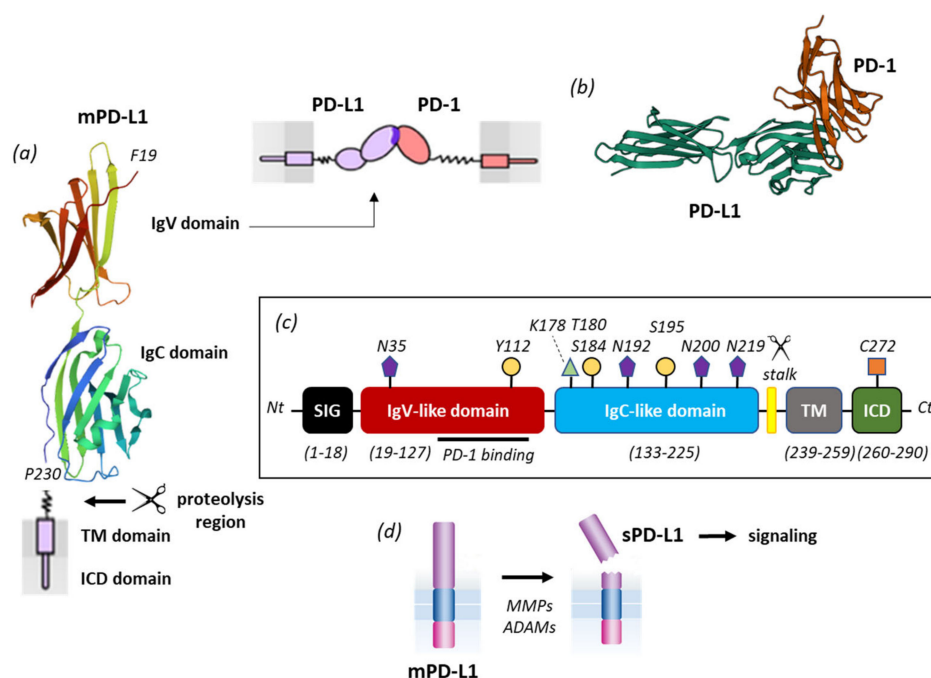 (a)
mPD-L1
F19
IgV domain
IgC domain
P230
proteolysis
region
TM domain
ICD domain
PD-L1
PD-1
(b)
PD-1
PD-L1
(c)
N35
Y112
K178
T180
S184
N192
S195
N200
N219
stalk
C272
Nt
SIG
IgV-like domain
IgC-like domain
TM
ICD
Ct
(1-18)
(19-127)
PD-1 binding
(133-225)
(239-259)
(260-290)
(d)
sPD-L1
signaling
MMPs
ADAMs
mPD-L1